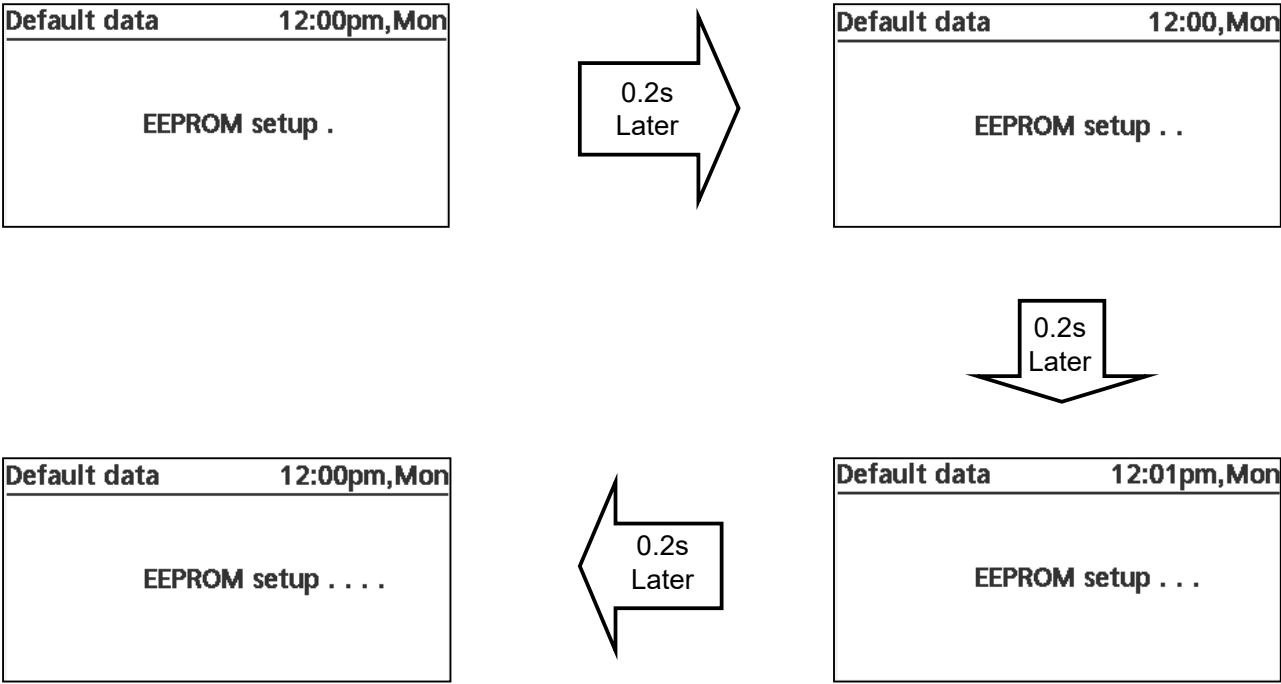 Default data 12:00pm,Mon
EEPROM setup .
0.2s
Later
Default data 12:00,Mon
EEPROM setup . .
0.2s
Later
Default data 12:01pm,Mon
EEPROM setup . . .
0.2s
Later
Default data 12:00pm,Mon
EEPROM setup . . . .